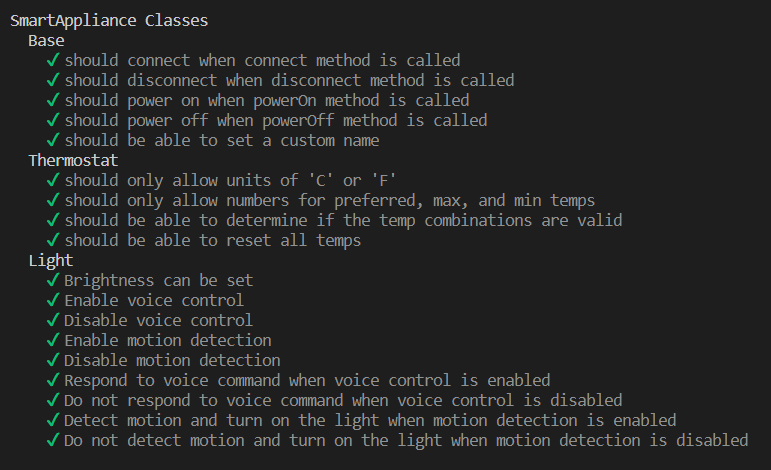 SmartAppliance Classes
Base
✓ should connect when connect method is called
✓ should disconnect when disconnect method is called
✓ should power on when powerOn method is called
✓ should power off when powerOff method is called
✓ should be able to set a custom name
Thermostat
✓ should only allow units of 'C' or 'F'
✓ should only allow numbers for preferred, max, and min temps
✓ should be able to determine if the temp combinations are valid
✓ should be able to reset all temps
Light
✓ Brightness can be set
✓ Enable voice control
✓ Disable voice control
✓ Enable motion detection
✓ Disable motion detection
✓ Respond to voice command when voice control is enabled
✓ Do not respond to voice command when voice control is disabled
✓ Detect motion and turn on the light when motion detection is enabled
✓ Do not detect motion and turn on the light when motion detection is disabled